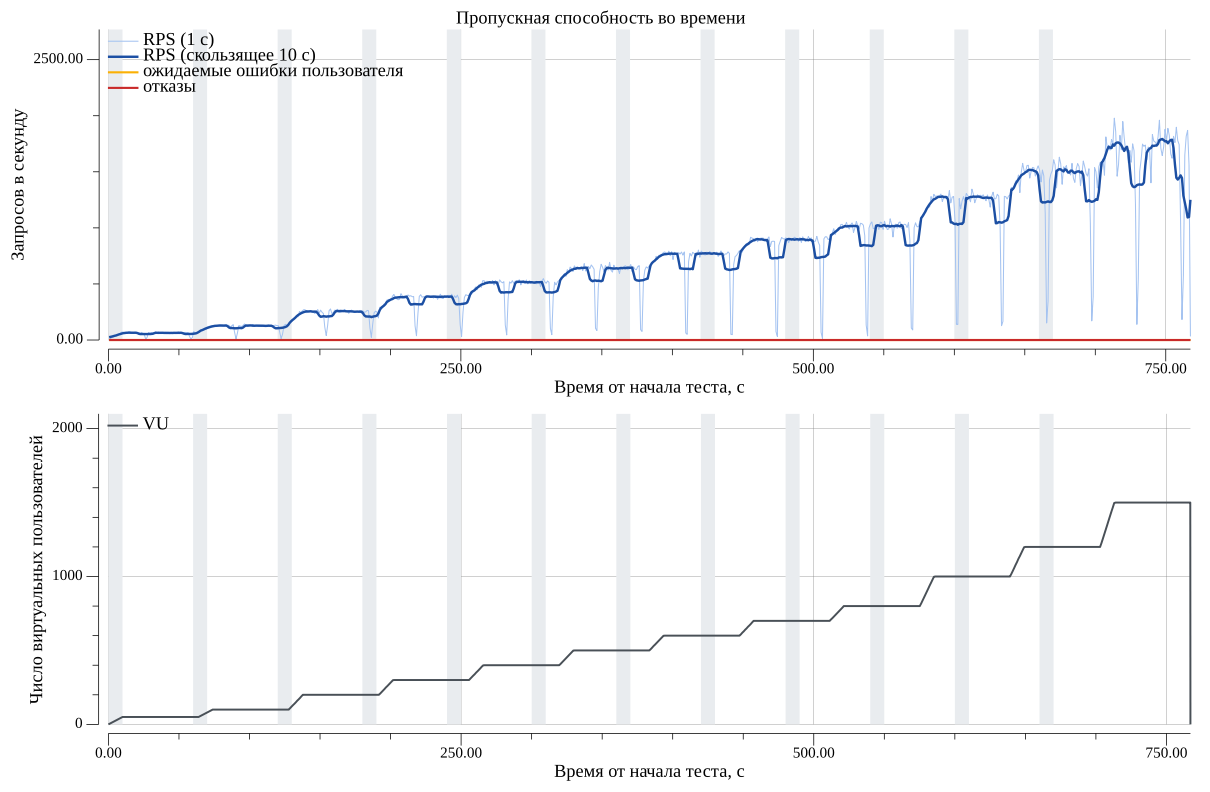 Пропускная способность во времени
RPS (1 с)
RPS (скользящее 10 с)
ожидаемые ошибки пользователя
отказы
2500.00
0.00
Запросов в секунду
0.00 250.00 500.00 750.00
Время от начала теста, с
VU
2000
1000
0
Число виртуальных пользователей
0.00 250.00 500.00 750.00
Время от начала теста, с